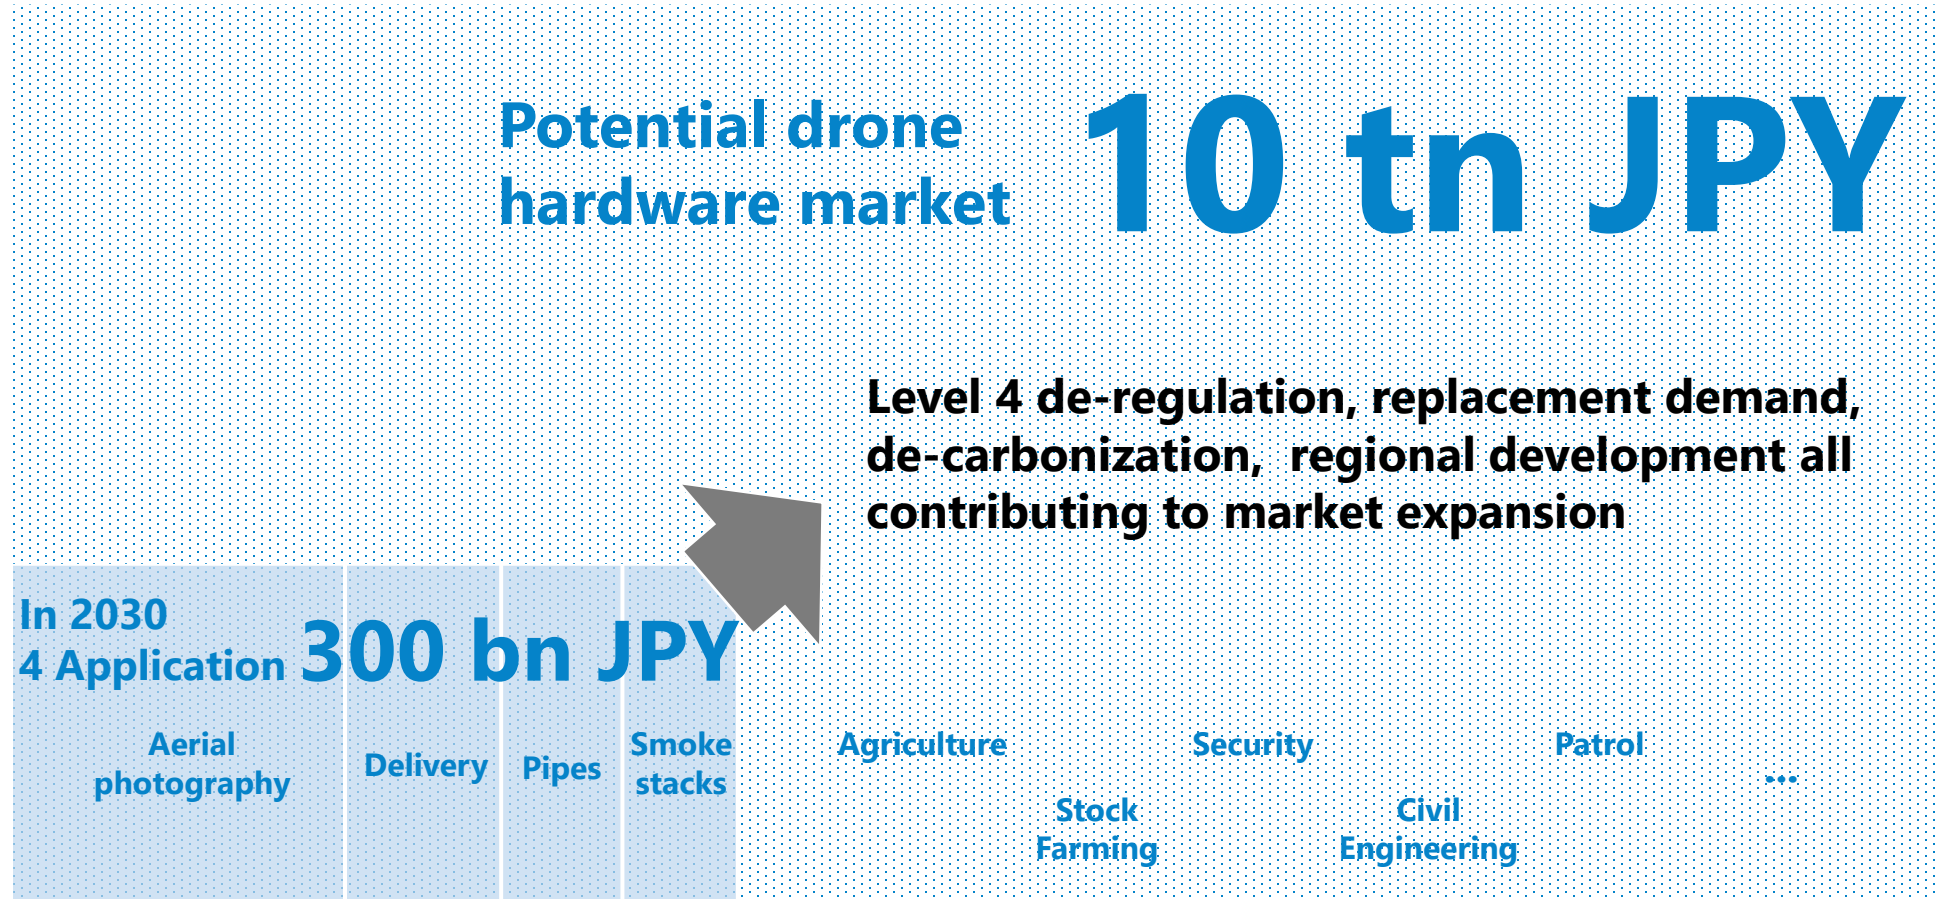 Potential drone
hardware market
10 tn JPY
Level 4 de-regulation, replacement demand,
de-carbonization, regional development all
contributing to market expansion
In 2030
4 Application
300 bn JPY
Aerial
photography
Delivery
Pipes
Smoke
stacks
Agriculture
Stock
Farming
Security
Civil
Engineering
Patrol
...